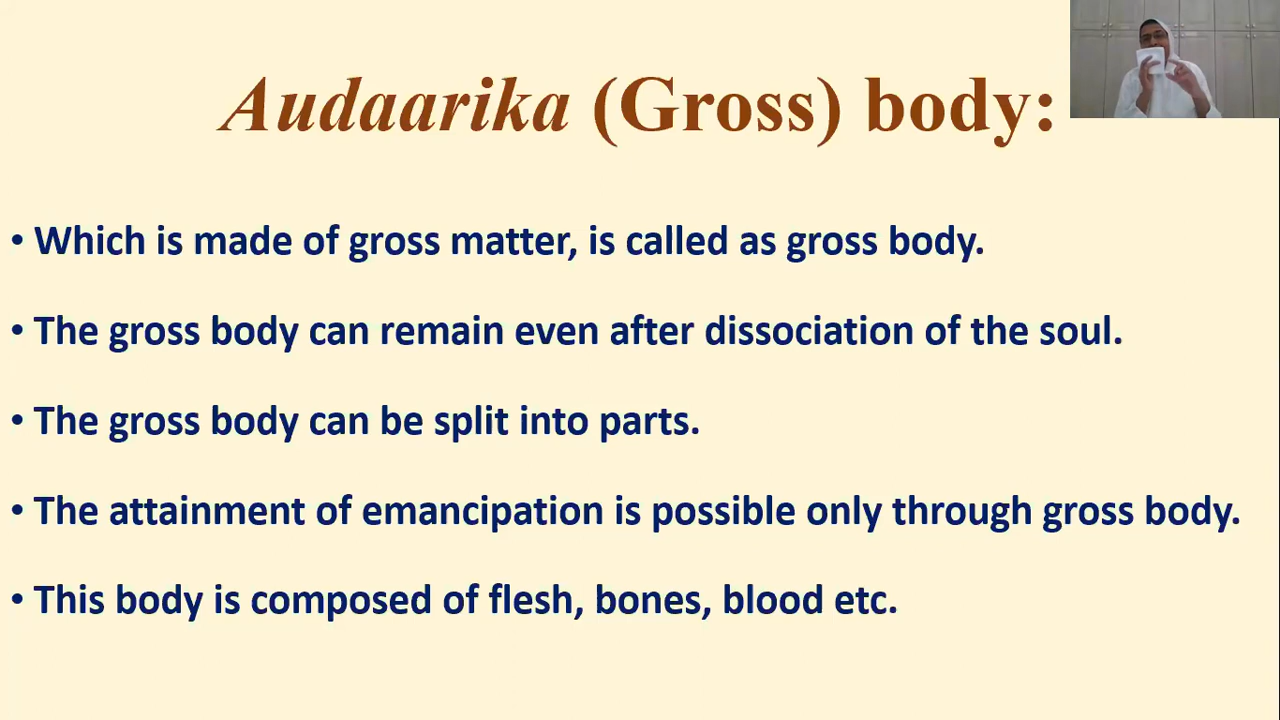 Audaarika (Gross) body:
• Which is made of gross matter, is called as gross body.
• The gross body can remain even after dissociation of the soul.
• The gross body can be split into parts.
• The attainment of emancipation is possible only through gross body.
• This body is composed of flesh, bones, blood etc.